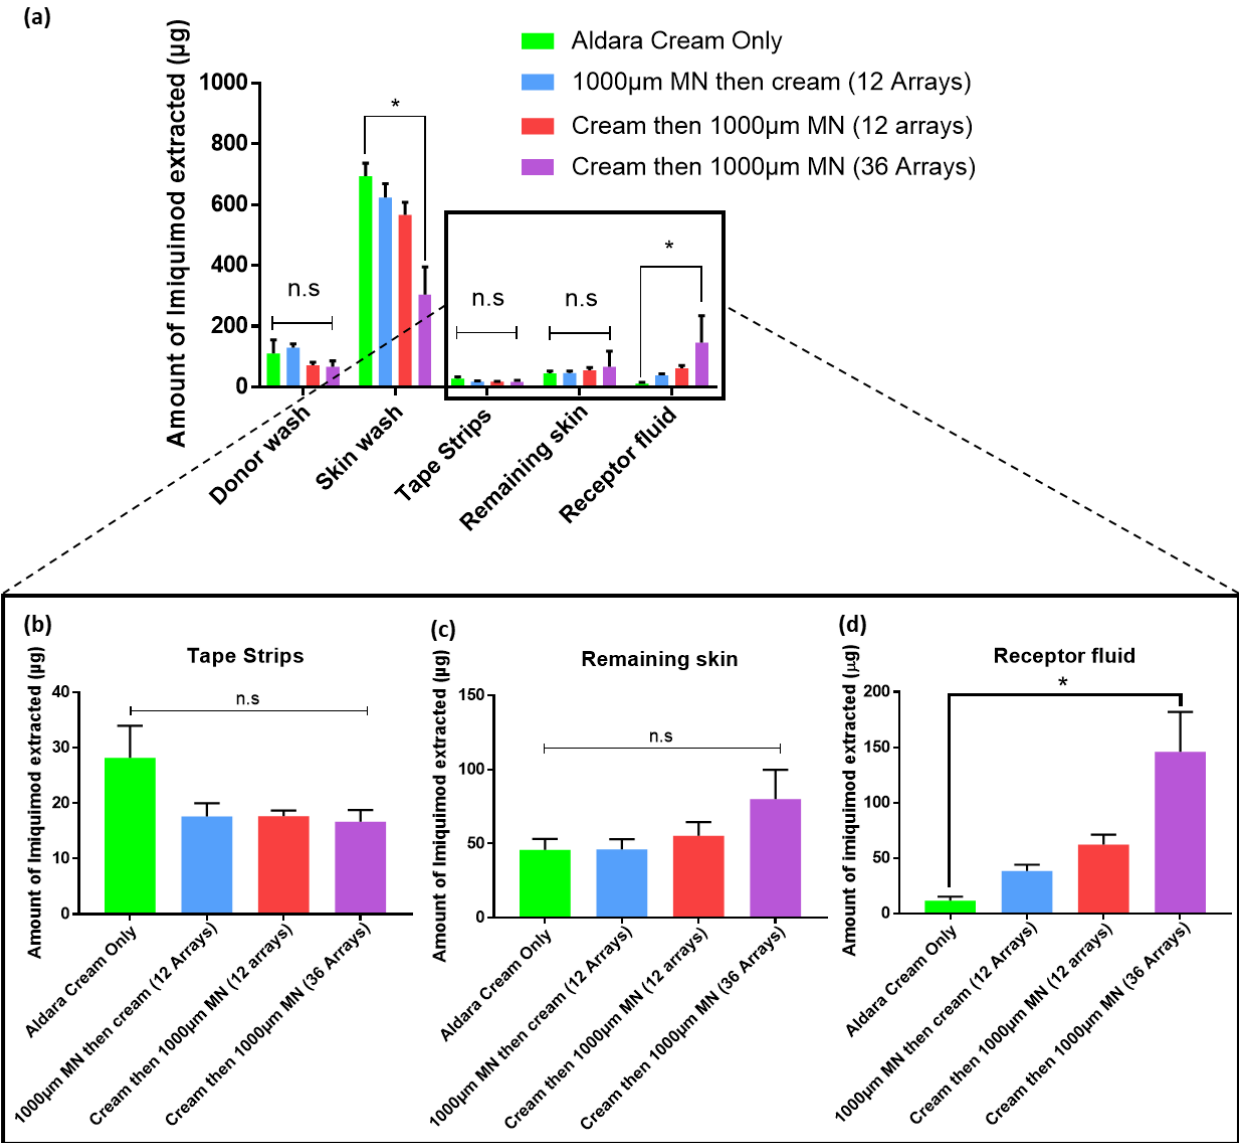 (a)
Amount of Imiquimod extracted (µg)
1000
800
600
400
200
0
Aldara Cream Only
1000µm MN then cream (12 Arrays)
Cream then 1000µm MN (12 arrays)
Cream then 1000µm MN (36 Arrays)
n.s
*
n.s
n.s
*
Donor wash
Skin wash
Tape Strips
Remaining skin
Receptor fluid
(b)
Tape Strips
Amount of Imiquimod extracted (µg)
40
30
20
10
0
n.s
Aldara Cream Only
1000µm MN then cream (12 Arrays)
Cream then 1000µm MN (12 arrays)
Cream then 1000µm MN (36 Arrays)
(c)
Remaining skin
Amount of Imiquimod extracted (µg)
150
100
50
0
n.s
Aldara Cream Only
1000µm MN then cream (12 Arrays)
Cream then 1000µm MN (12 arrays)
Cream then 1000µm MN (36 Arrays)
(d)
Receptor fluid
Amount of imiquimod extracted (µg)
200
150
100
50
0
*
Aldara Cream Only
1000µm MN then cream (12 Arrays)
Cream then 1000µm MN (12 arrays)
Cream then 1000µm MN (36 Arrays)